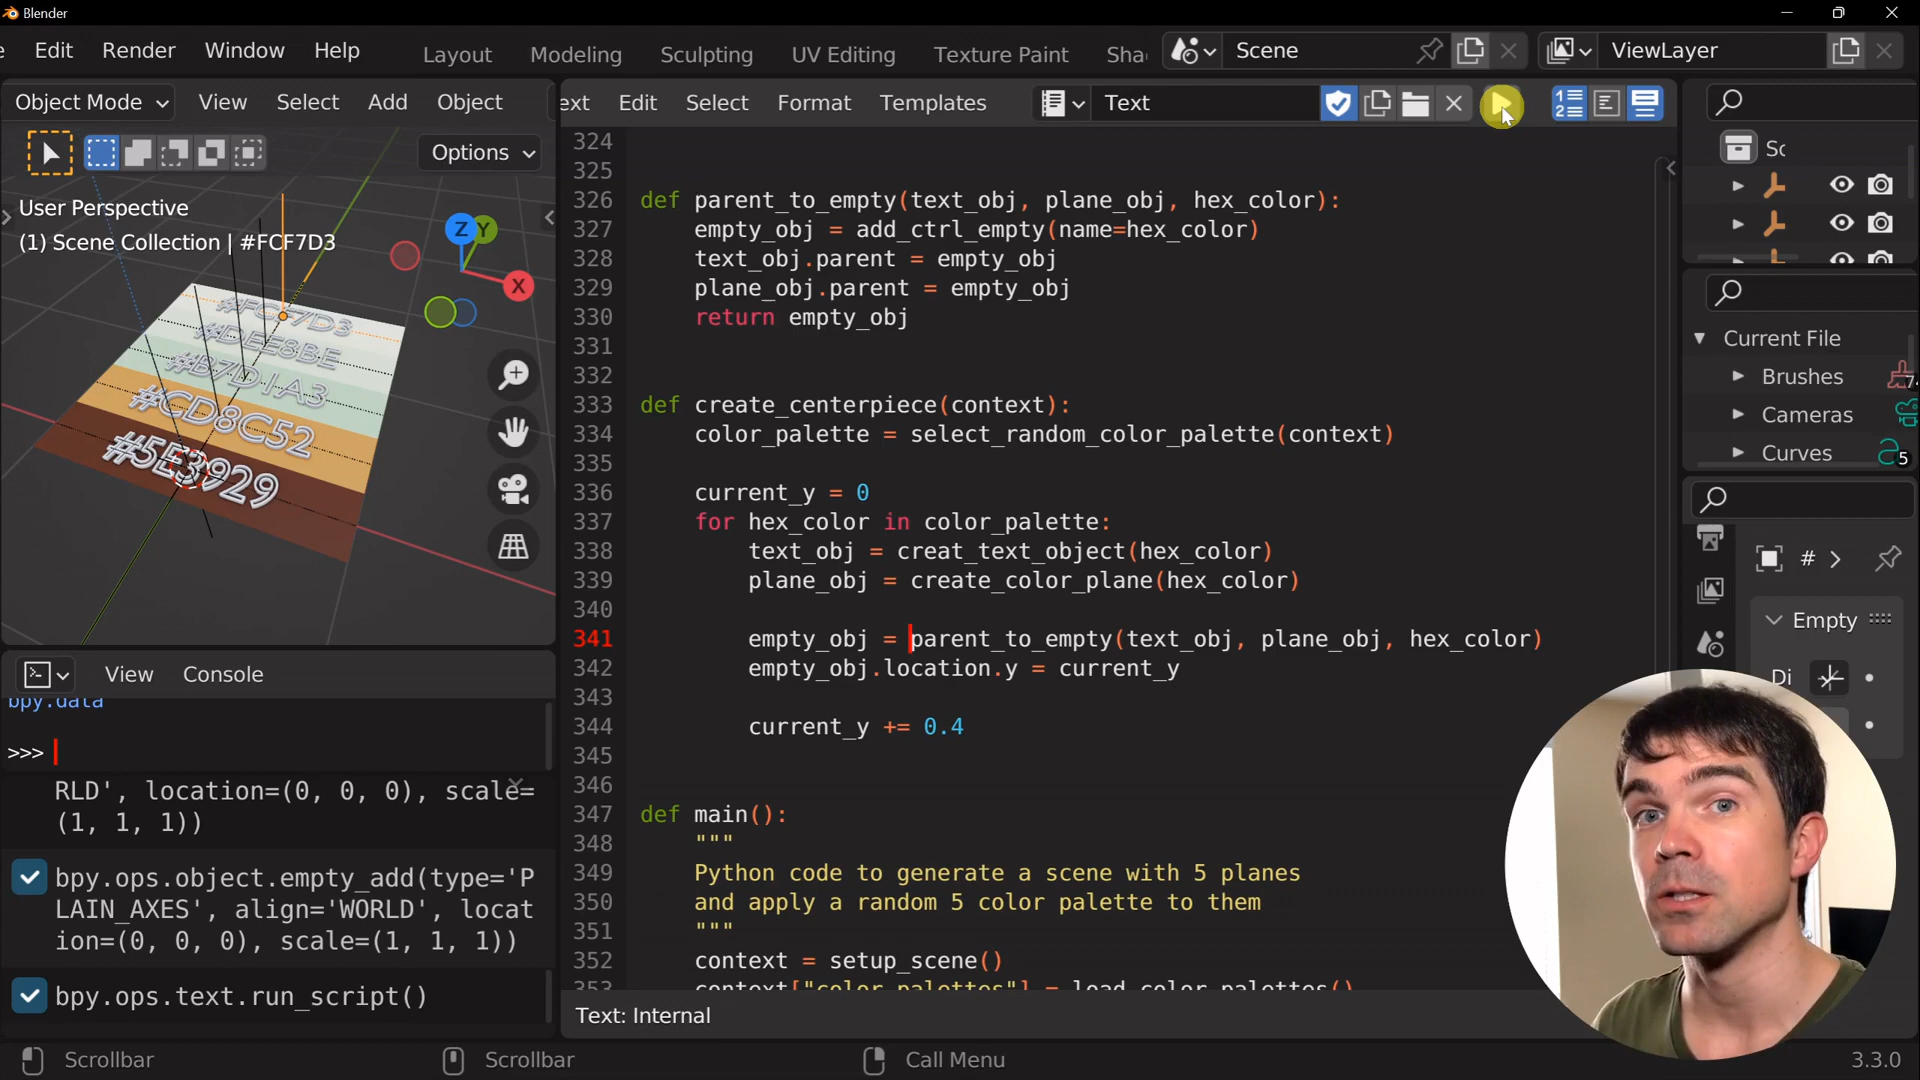 Blender
Edit Render Window Help Layout Modeling Sculpting UV Editing Texture Paint Sha Scene ViewLayer
Object Mode View Select Add Object
ext Edit Select Format Templates Text
Options
User Perspective
(1) Scene Collection | #FCF7D3
Z Y
X
#FCF7D3
#DEE8BE
#B7D1A3
#CD8C52
#5E3929
324
325
326 def parent_to_empty(text_obj, plane_obj, hex_color):
327 empty_obj = add_ctrl_empty(name=hex_color)
328 text_obj.parent = empty_obj
329 plane_obj.parent = empty_obj
330 return empty_obj
331
332
333 def create_centerpiece(context):
334 color_palette = select_random_color_palette(context)
335
336 current_y = 0
337 for hex_color in color_palette:
338 text_obj = creat_text_object(hex_color)
339 plane_obj = create_color_plane(hex_color)
340
341 empty_obj = parent_to_empty(text_obj, plane_obj, hex_color)
342 empty_obj.location.y = current_y
343
344 current_y += 0.4
345
346
347 def main():
348 """
349 Python code to generate a scene with 5 planes
350 and apply a random 5 color palette to them
351 """
352 context = setup_scene()
353 context["color_palettes"] = load_color_palettes()
Text: Internal
View Console
bpy.data
>>>
RLD', location=(0, 0, 0), scale=
(1, 1, 1))
bpy.ops.object.empty_add(type='P
LAIN_AXES', align='WORLD', locat
ion=(0, 0, 0), scale=(1, 1, 1))
bpy.ops.text.run_script()
Sc
Current File
Brushes 7
Cameras
Curves 5
# >
Empty
Di
Scrollbar Scrollbar Call Menu 3.3.0